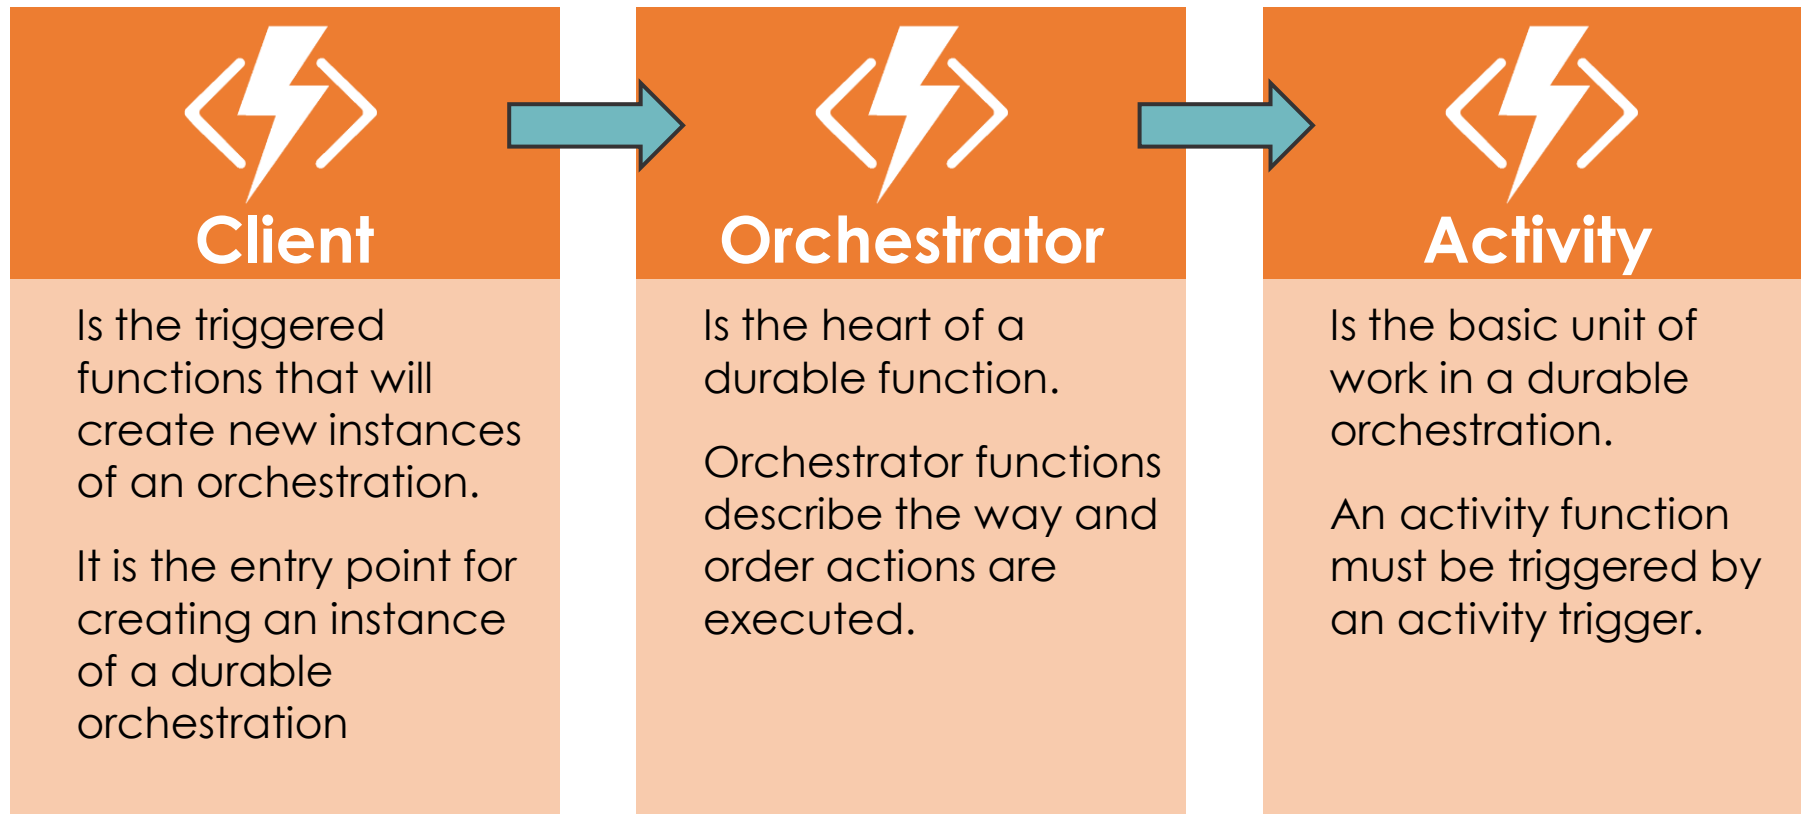 Client
Is the triggered
functions that will
create new instances
of an orchestration.
It is the entry point for
creating an instance
of a durable
orchestration
Orchestrator
Is the heart of a
durable function.
Orchestrator functions
describe the way and
order actions are
executed.
Activity
Is the basic unit of
work in a durable
orchestration.
An activity function
must be triggered by
an activity trigger.